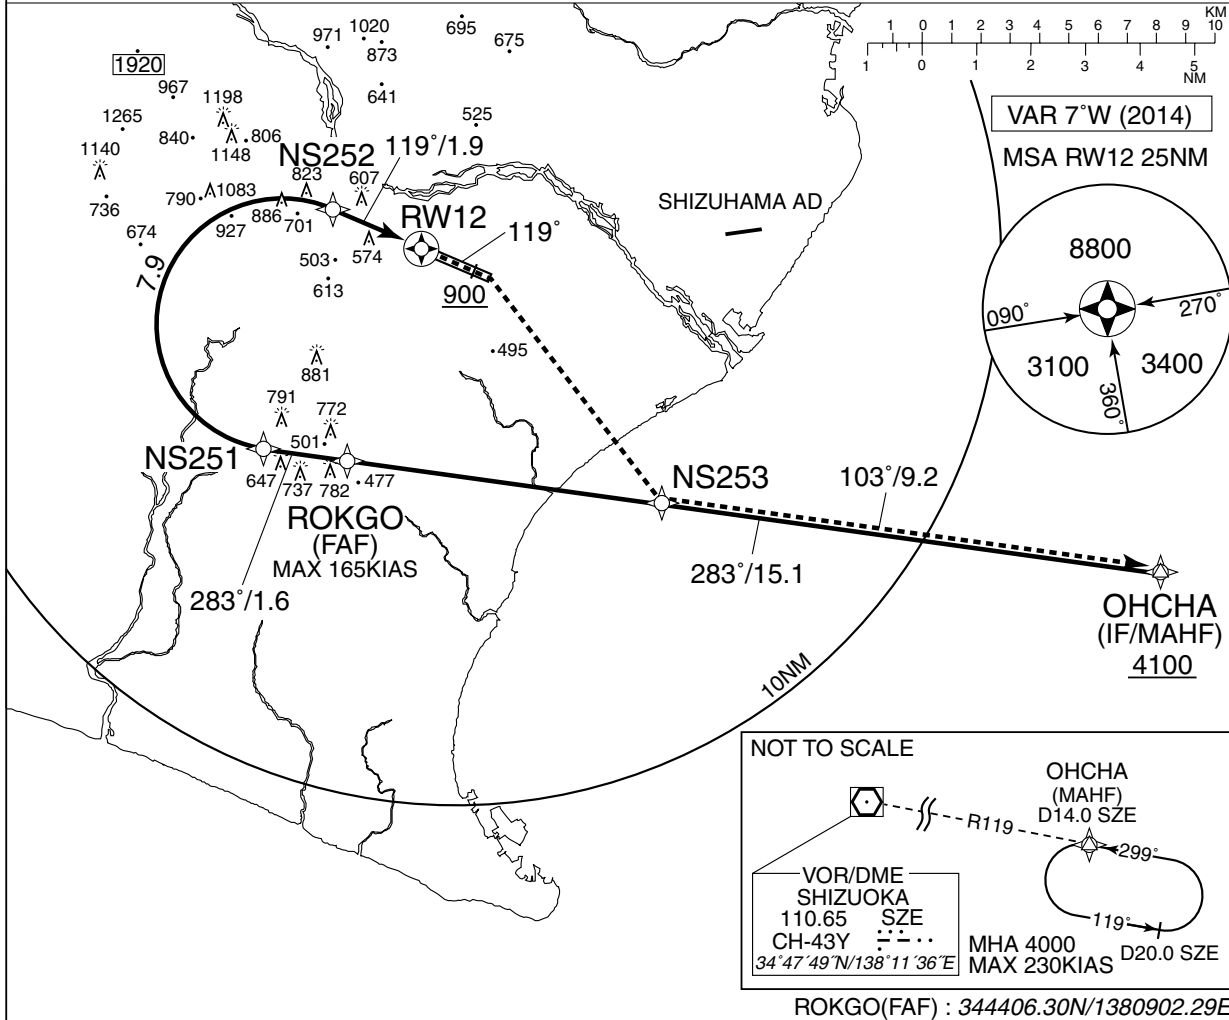 KM
1 0 1 2 3 4 5 6 7 8 9 10
1 0 1 2 3 4 5
NM
1020
971
873
695
675
1920
967
641
1265
1198
840
806
1148
525
1140
NS252
119°/1.9
VAR 7°W (2014)
MSA RW12 25NM
823
607
1083
790
736
886
701
927
RW12
119°
SHIZUHAMA AD
674
574
503
613
900
7.9
8800
090°
270°
3100
3400
360°
495
881
791
772
501
NS251
647
737
782
477
NS253
103°/9.2
ROKGO
(FAF)
MAX 165KIAS
283°/15.1
283°/1.6
OHCHA
(IF/MAHF)
4100
10NM
NOT TO SCALE
OHCHA
(MAHF)
D14.0 SZE
R119
299°
VOR/DME
SHIZUOKA
110.65 SZE
CH-43Y
34°47´49˝N/138°11´36˝E
119°
D20.0 SZE
MHA 4000
MAX 230KIAS
ROKGO(FAF) : 344406.30N/1380902.29E